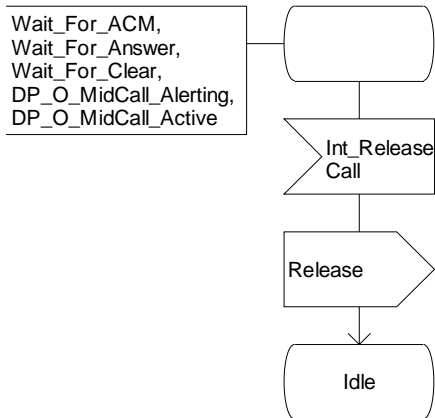 Wait_For_ACM,
Wait_For_Answer,
Wait_For_Clear,
DP_O_MidCall_Alerting,
DP_O_MidCall_Active
Int_Release
Call
Release
Idle